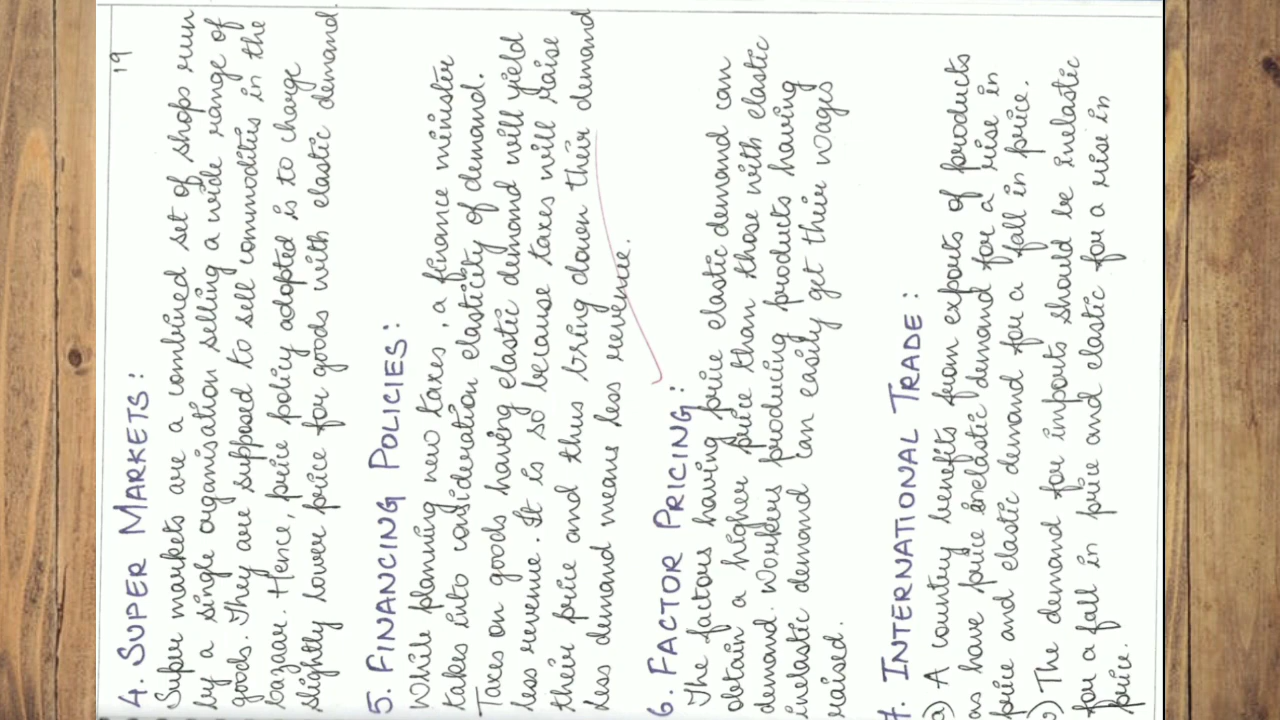 19
4. SUPER MARKETS:
Super markets are a combined set of shops run
by a single organisation selling a wide range of
goods. They are supposed to sell commodities in the
bazaar. Hence, price policy adopted is to charge
slightly lower price for goods with elastic demand.
5. FINANCING POLICIES:
While planning new taxes, a finance minister
takes into consideration elasticity of demand.
Taxes on goods having elastic demand will yield
less revenue. It is so because taxes will raise
their price and thus bring down their demand
Less demand means less revenue.
6. FACTOR PRICING:
The factors having price elastic demand can
obtain a higher price than those with elastic
demand. Workers producing products having
inelastic demand can easily get their wages
raised.
7. INTERNATIONAL TRADE:
a) A country benefits from exports of products
as have price inelastic demand for a rise in
price and elastic demand for a fall in price.
b) The demand for imports should be inelastic
for a fall in price and elastic for a rise in
price.